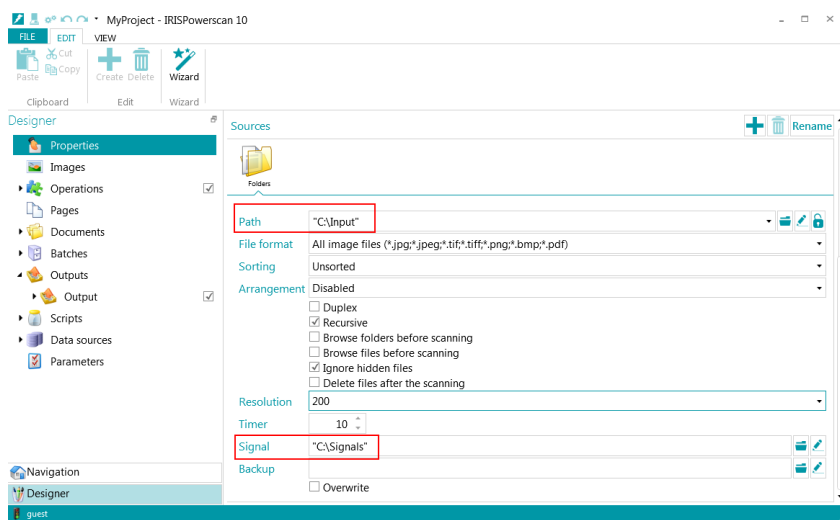 MyProject - IRISPowerscan 10
FILE EDIT VIEW
Paste
Cut
Copy
Create Delete
Wizard
Clipboard Edit Wizard
Designer
Properties
Images
Operations
Pages
Documents
Batches
Outputs
Output
Scripts
Data sources
Parameters
Navigation
Designer
guest
Sources
Rename
Folders
Path "C:\Input"
File format All image files (*.jpg;*.jpeg;*.tif;*.tiff;*.png;*.bmp;*.pdf)
Sorting Unsorted
Arrangement Disabled
Duplex
Recursive
Browse folders before scanning
Browse files before scanning
Ignore hidden files
Delete files after the scanning
Resolution 200
Timer 10
Signal "C:\Signals"
Backup
Overwrite